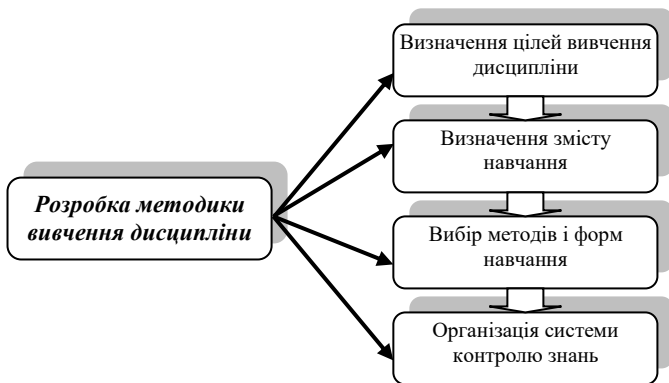 Визначення цілей вивчення
дисципліни
Визначення змісту
навчання
Розробка методики
вивчення дисципліни
Вибір методів і форм
навчання
Організація системи
контролю знань